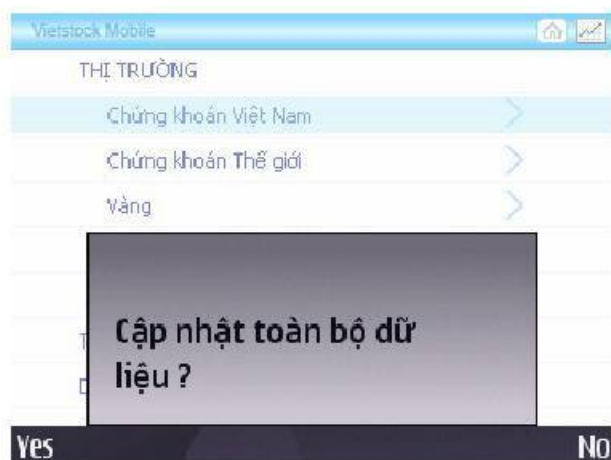 Vietstock Mobile
THỊ TRƯỜNG
Chứng khoán Việt Nam
Chứng khoán Thế giới
Vàng
Cập nhật toàn bộ dữ
liệu ?
Yes No